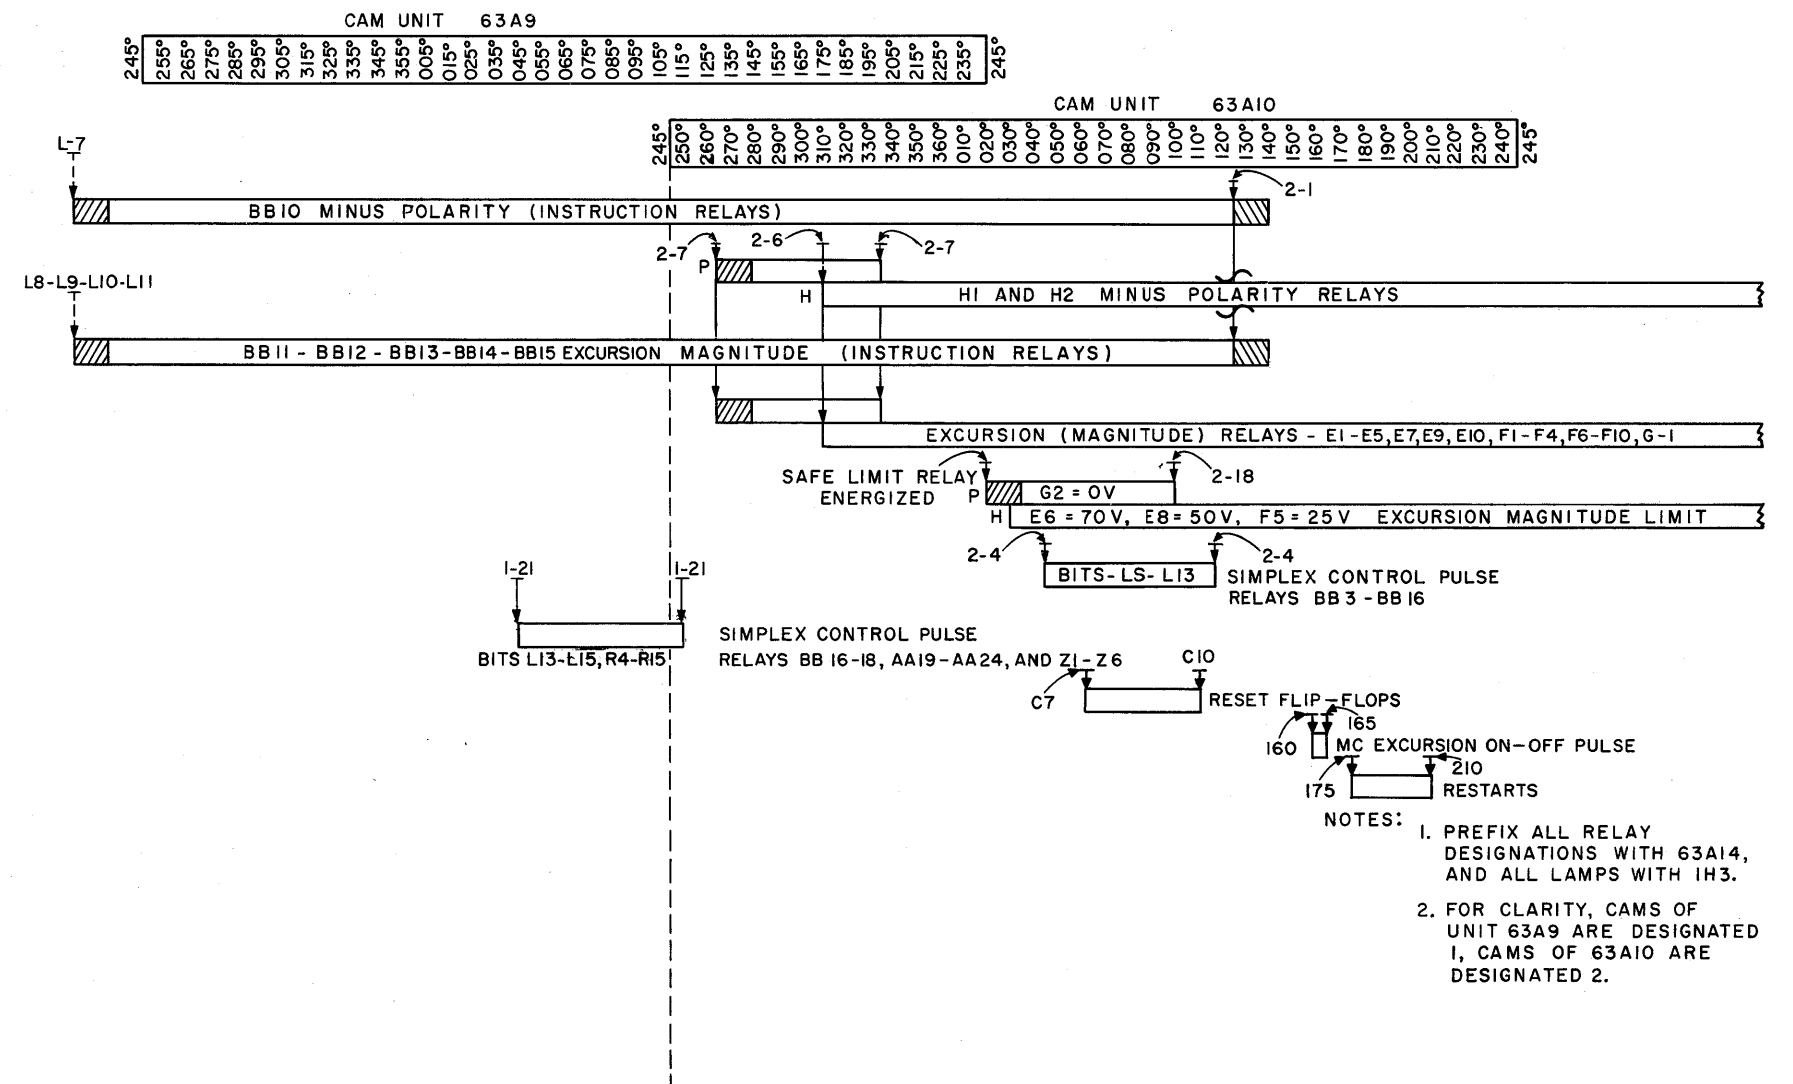 CAM UNIT 63A9
245° 255° 265° 275° 285° 295° 305° 315° 325° 335° 345° 355° 005° 015° 025° 035° 045° 055° 065° 075° 085° 095° 105° 115° 125° 135° 145° 155° 165° 175° 185° 195° 205° 215° 225° 235° 245°
CAM UNIT 63A10
245° 250° 260° 270° 280° 290° 300° 310° 320° 330° 340° 350° 360° 010° 020° 030° 040° 050° 060° 070° 080° 090° 100° 110° 120° 130° 140° 150° 160° 170° 180° 190° 200° 210° 220° 230° 240° 245°
L-7
2-1
BB10 MINUS POLARITY (INSTRUCTION RELAYS)
2-7 2-6 2-7
P
L8-L9-L10-L11
H H1 AND H2 MINUS POLARITY RELAYS
BB11 - BB12 - BB13-BB14-BB15 EXCURSION MAGNITUDE (INSTRUCTION RELAYS)
EXCURSION (MAGNITUDE) RELAYS - E1-E5,E7,E9, E10, F1-F4,F6-F10,G-1
SAFE LIMIT RELAY
ENERGIZED
2-18
P G2 = 0V
H E6 = 70V, E8 = 50V, F5 = 25V EXCURSION MAGNITUDE LIMIT
2-4 2-4
BITS-LS-L13
SIMPLEX CONTROL PULSE
RELAYS BB3-BB16
1-21 1-21
BITS L13-L15, R4-R15
SIMPLEX CONTROL PULSE
RELAYS BB 16-18, AA19-AA24, AND Z1-Z6
C7 C10
RESET FLIP-FLOPS
160 165
MC EXCURSION ON-OFF PULSE
175 210
RESTARTS
NOTES:
1. PREFIX ALL RELAY
DESIGNATIONS WITH 63A14,
AND ALL LAMPS WITH 1H3.
2. FOR CLARITY, CAMS OF
UNIT 63A9 ARE DESIGNATED
1, CAMS OF 63A10 ARE
DESIGNATED 2.